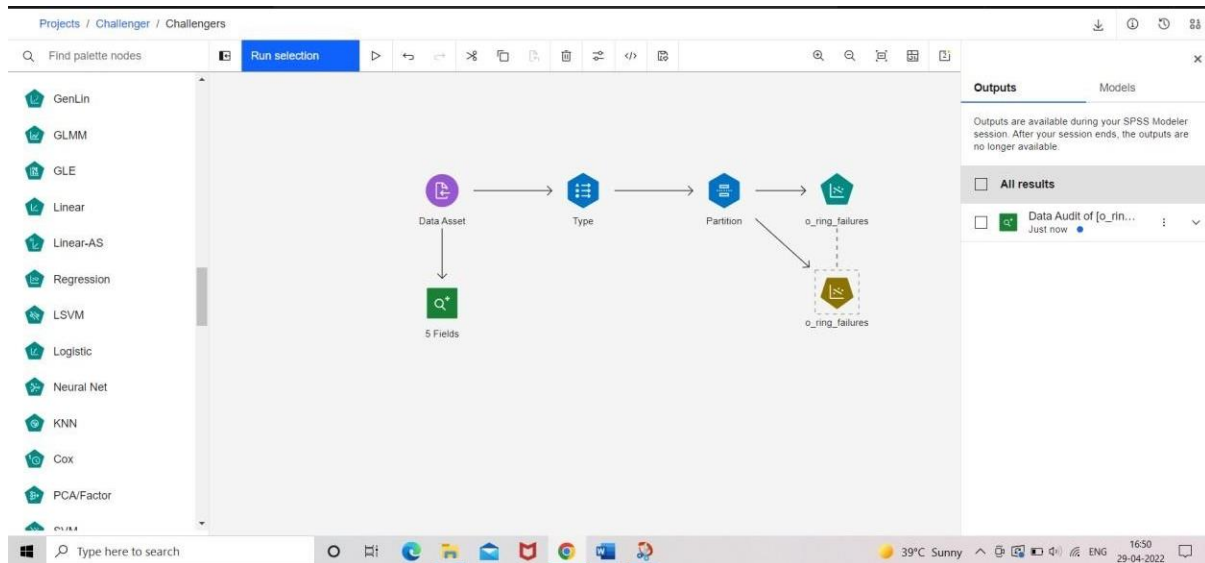 Projects / Challenger / Challengers
Find palette nodes
Run selection
GenLin
GLMM
GLE
Linear
Linear-AS
Regression
LSVM
Logistic
Neural Net
KNN
Cox
PCA/Factor
SVM
Data Asset
Type
Partition
o_ring_failures
5 Fields
o_ring_failures
Outputs
Models
Outputs are available during your SPSS Modeler
session. After your session ends, the outputs are
no longer available.
All results
Data Audit of [o_rin...
Just now
Type here to search
39°C Sunny
ENG
16:50
29-04-2022